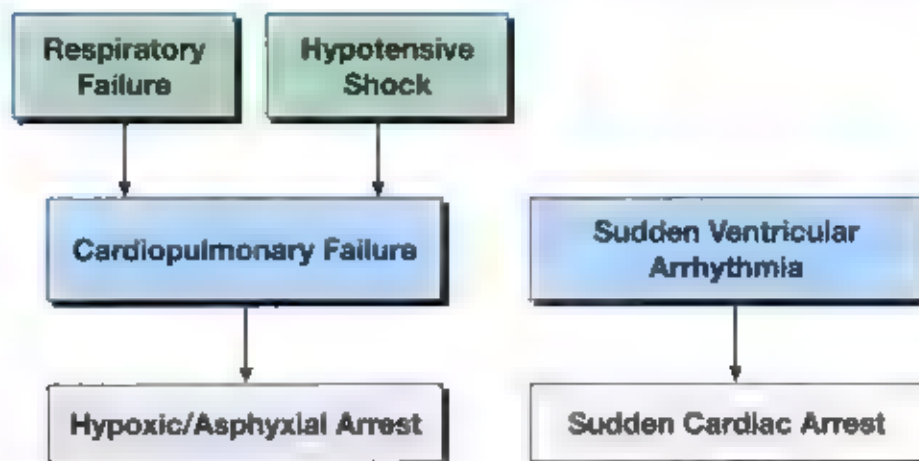 Respiratory
Failure
Hypotensive
Shock
Cardiopulmonary Failure
Sudden Ventricular
Arrhythmia
Hypoxic/Asphyxial Arrest
Sudden Cardiac Arrest